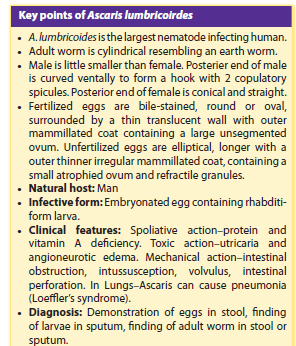 Key points of Ascaris lumbricoirdes
• A. lumbricoides is the largest nematode infecting human.
• Adult worm is cylindrical resembling an earth worm.
• Male is little smaller than female. Posterior end of male
is curved ventally to form a hook with 2 copulatory
spicules. Posterior end of female is conical and straight.
• Fertilized eggs are bile-stained, round or oval,
surrounded by a thin translucent wall with outer
mammillated coat containing a large unsegmented
ovum. Unfertilized eggs are elliptical, longer with a
outer thinner irregular mammillated coat, containing a
small atrophied ovum and refractile granules.
• Natural host: Man
• Infective form: Embryonated egg containing rhabditi-
form larva.
• Clinical features: Spoliative action–protein and
vitamin A deficiency. Toxic action–utricaria and
angioneurotic edema. Mechanical action–intestinal
obstruction, intussusception, volvulus, intestinal
perforation. In Lungs–Ascaris can cause pneumonia
(Loeffler's syndrome).
• Diagnosis: Demonstration of eggs in stool, finding
of larvae in sputum, finding of adult worm in stool or
sputum.